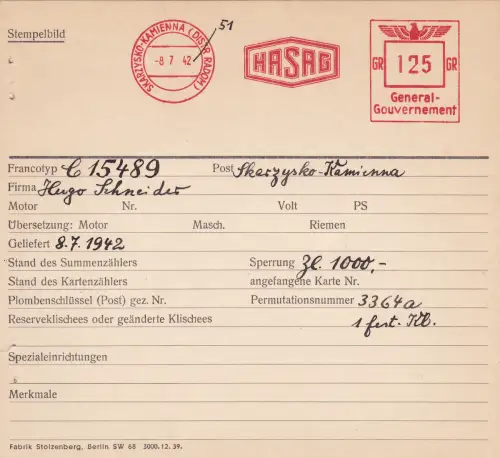 Stempelbild
SKARZYSKO-KAMIENNA (DISTR RADOM)
-8 7 42
51
HASAG
GR 125 GR
General-
Gouvernement
Francotyp C 15489 Post Skarzysko-Kamienna
Firma Hugo Schneider
Motor Nr. Volt PS
Übersetzung: Motor Masch. Riemen
Geliefert 8.7.1942
Stand des Summenzählers Sperrung Zl. 1000,-
Stand des Kartenzählers angefangene Karte Nr.
Plombenschlüssel (Post) gez. Nr. Permutationsnummer 3364a
Reserveklischees oder geänderte Klischees 1 fest. Kl.
Spezialeinrichtungen
Merkmale
Fabrik Stolzenberg, Berlin SW 68 5000.12.39.